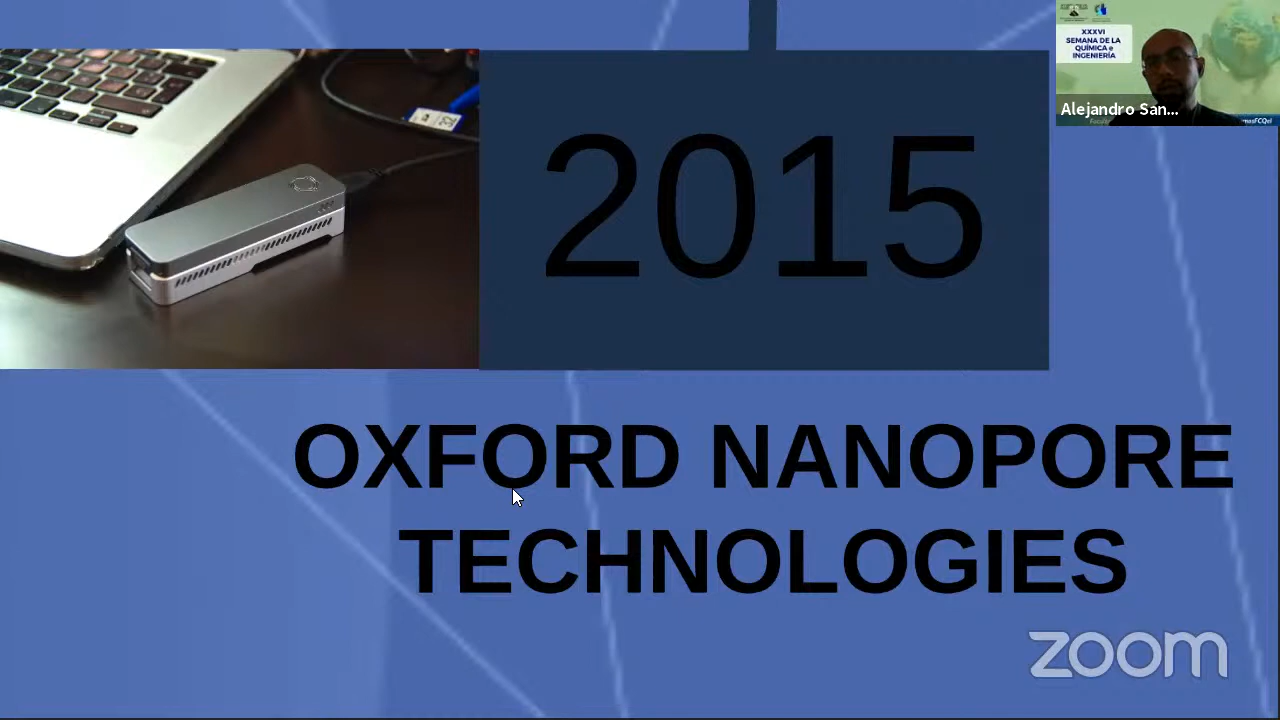 XXXVI
SEMANA DE LA
QUÍMICA e
INGENIERÍA
Alejandro San...
2015
OXFORD NANOPORE
TECHNOLOGIES
zoom